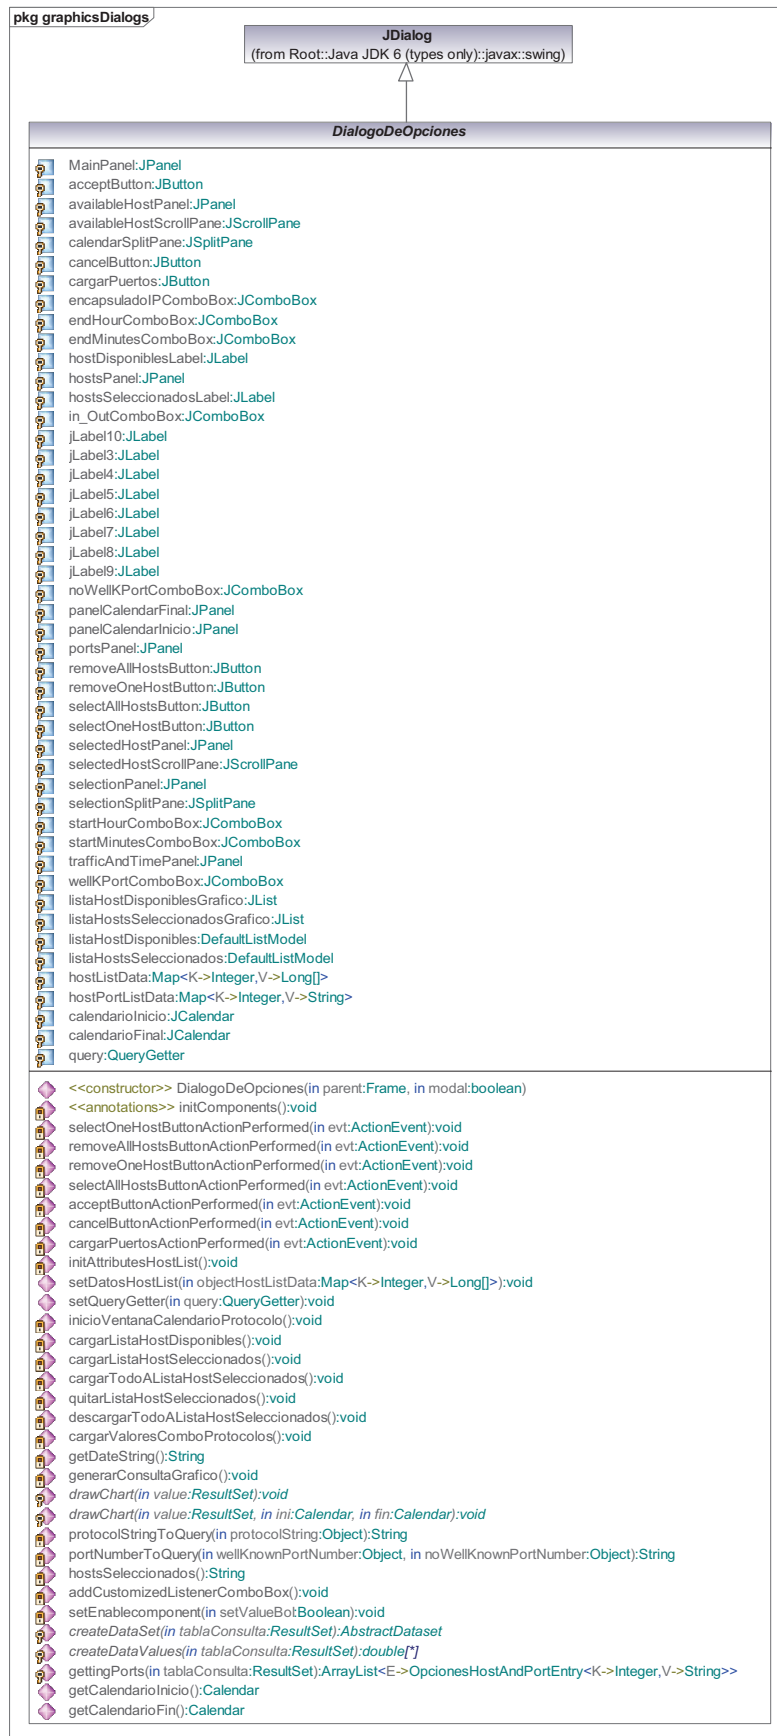 pkg graphicsDialogs
JDialog
(from Root::Java JDK 6 (types only)::javax::swing)
DialogoDeOpciones
MainPanel:JPanel
acceptButton:JButton
availableHostPanel:JPanel
availableHostScrollPane:JScrollPane
calendarSplitPane:JSplitPane
cancelButton:JButton
cargarPuertos:JButton
encapsuladoIPComboBox:JComboBox
endHourComboBox:JComboBox
endMinutesComboBox:JComboBox
hostDisponiblesLabel:JLabel
hostsPanel:JPanel
hostsSeleccionadosLabel:JLabel
in_OutComboBox:JComboBox
jLabel10:JLabel
jLabel3:JLabel
jLabel4:JLabel
jLabel5:JLabel
jLabel6:JLabel
jLabel7:JLabel
jLabel8:JLabel
jLabel9:JLabel
noWellKPortComboBox:JComboBox
panelCalendarFinal:JPanel
panelCalendarInicio:JPanel
portsPanel:JPanel
removeAllHostsButton:JButton
removeOneHostButton:JButton
selectAllHostsButton:JButton
selectOneHostButton:JButton
selectedHostPanel:JPanel
selectedHostScrollPane:JScrollPane
selectionPanel:JPanel
selectionSplitPane:JSplitPane
startHourComboBox:JComboBox
startMinutesComboBox:JComboBox
trafficAndTimePanel:JPanel
wellKPortComboBox:JComboBox
listaHostDisponiblesGrafico:JList
listaHostsSeleccionadosGrafico:JList
listaHostDisponibles:DefaultListModel
listaHostsSeleccionados:DefaultListModel
hostListData:Map<K->Integer,V->Long[]>
hostPortListData:Map<K->Integer,V->String>
calendarioInicio:JCalendar
calendarioFinal:JCalendar
query:QueryGetter
<<constructor>> DialogoDeOpciones(in parent:Frame, in modal:boolean)
<<annotations>> initComponents():void
selectOneHostButtonActionPerformed(in evt:ActionEvent):void
removeAllHostsButtonActionPerformed(in evt:ActionEvent):void
removeOneHostButtonActionPerformed(in evt:ActionEvent):void
selectAllHostsButtonActionPerformed(in evt:ActionEvent):void
acceptButtonActionPerformed(in evt:ActionEvent):void
cancelButtonActionPerformed(in evt:ActionEvent):void
cargarPuertosActionPerformed(in evt:ActionEvent):void
initAttributesHostList():void
setDatosHostList(in objectHostListData:Map<K->Integer,V->Long[]>):void
setQueryGetter(in query:QueryGetter):void
inicioVentanaCalendarioProtocolo():void
cargarListaHostDisponibles():void
cargarListaHostSeleccionados():void
cargarTodoAListaHostSeleccionados():void
quitarListaHostSeleccionados():void
descargarTodoAListaHostSeleccionados():void
cargarValoresComboProtocolos():void
getDateString():String
generarConsultaGrafico():void
drawChart(in value:ResultSet):void
drawChart(in value:ResultSet, in ini:Calendar, in fin:Calendar):void
protocolStringToQuery(in protocolString:Object):String
portNumberToQuery(in wellKnownPortNumber:Object, in noWellKnownPortNumber:Object):String
hostsSeleccionados():String
addCustomizedListenerComboBox():void
setEnablecomponent(in setValueBot:Boolean):void
createDataSet(in tablaConsulta:ResultSet):AbstractDataset
createDataValues(in tablaConsulta:ResultSet):double[*]
gettingPorts(in tablaConsulta:ResultSet):ArrayList<E->OpcionesHostAndPortEntry<K->Integer,V->String>>
getCalendarioInicio():Calendar
getCalendarioFin():Calendar